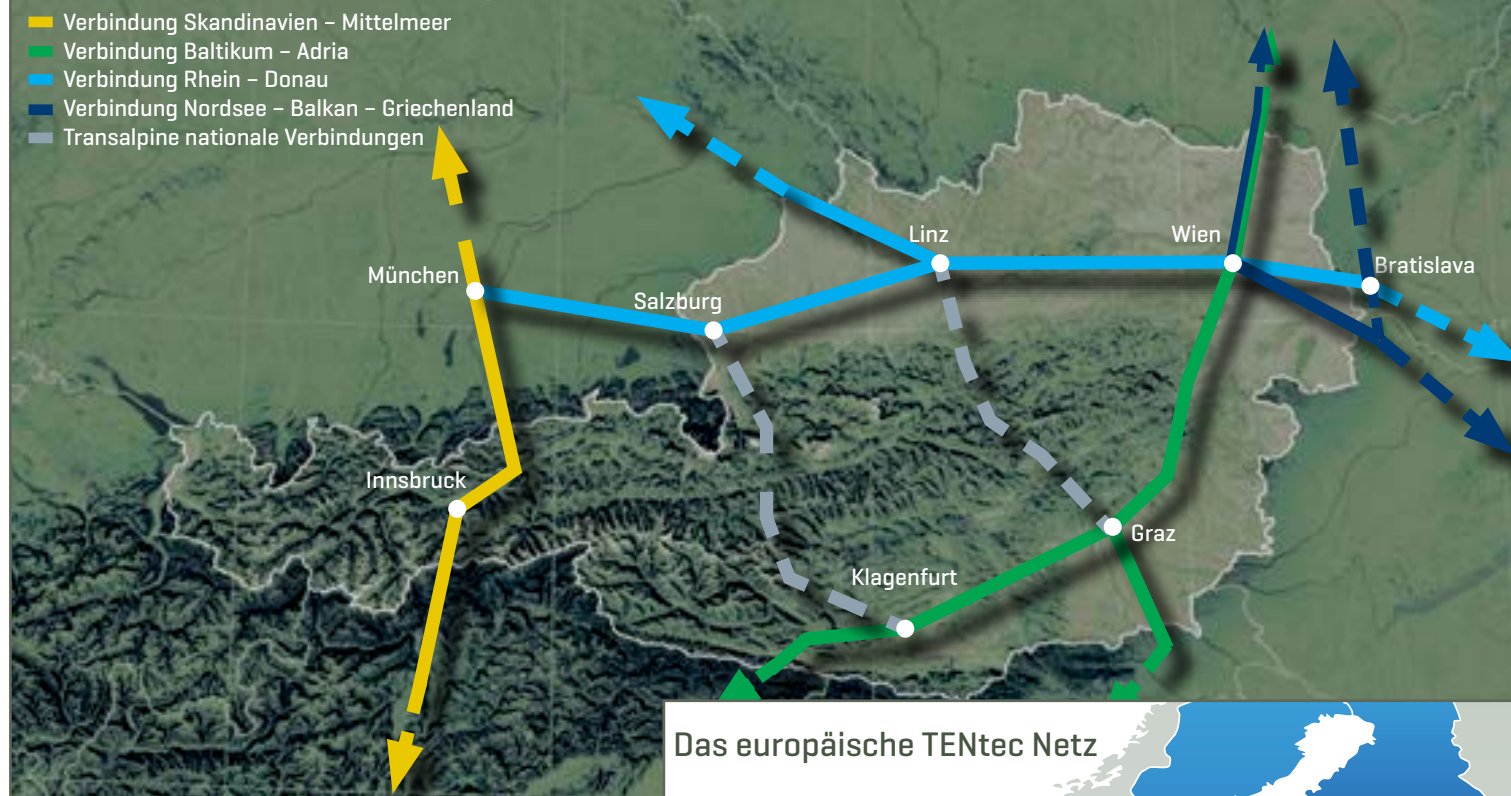 Verbindung Skandinavien – Mittelmeer
Verbindung Baltikum – Adria
Verbindung Rhein – Donau
Verbindung Nordsee – Balkan – Griechenland
Transalpine nationale Verbindungen
Linz
Wien
München
Bratislava
Salzburg
Innsbruck
Graz
Klagenfurt
Das europäische TENtec Netz